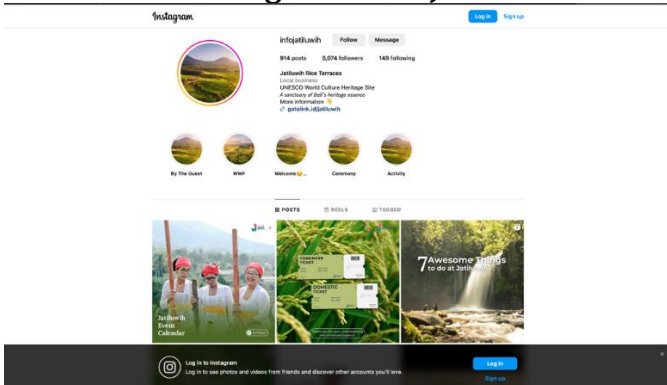 Instagram
Log In
Sign up
infojatiluwih
Follow
Message
914 posts 5,074 followers 149 following
Jatiluwih Rice Terraces
Local business
UNESCO World Culture Heritage Site
A sanctuary of Bali's heritage essence
More information 👇
gatelink.id/jatiluwih
By The Guest
WWF
Welcome😊...
Ceremony
Activity
POSTS
REELS
TAGGED
Jatiluwih
Event
Calendar
FOREIGNER
TICKET
DOMESTIC
TICKET
7 Awesome Things
to do at
Log in to Instagram
Log in to see photos and videos from friends and discover other accounts you'll love.
Log In
Sign up